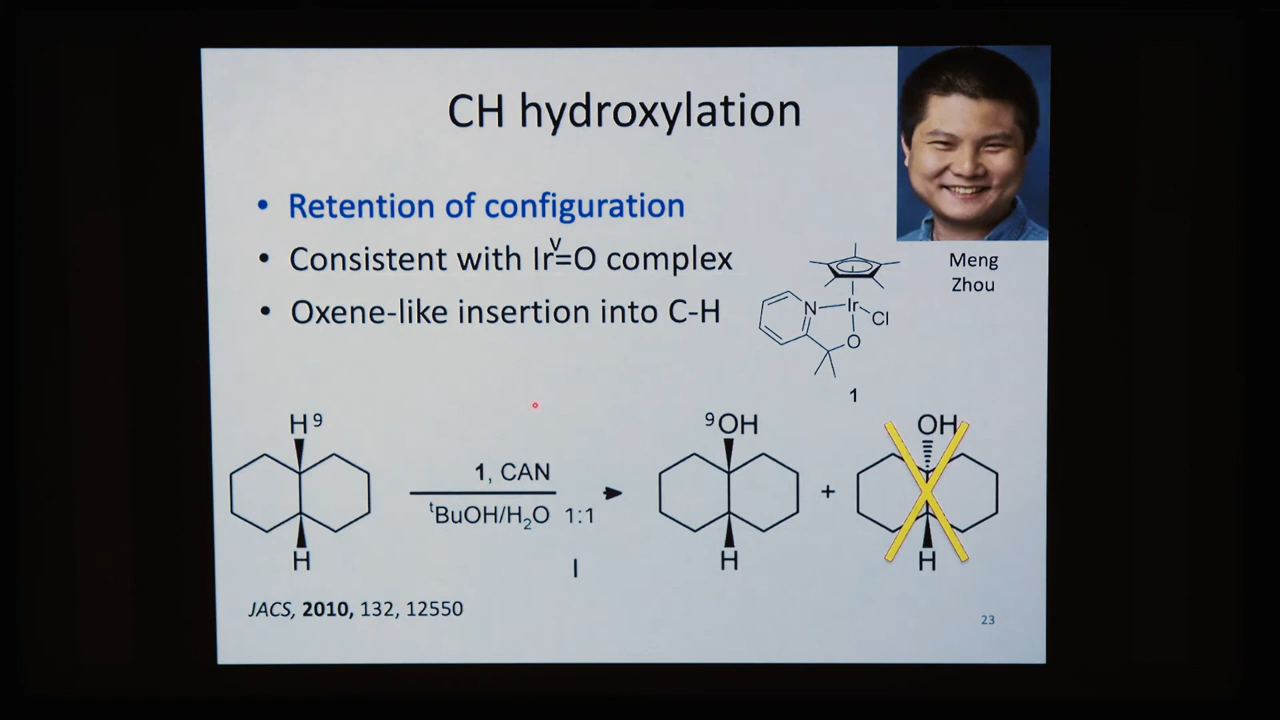 CH hydroxylation
• Retention of configuration
• Consistent with Irⱽ=O complex
• Oxene-like insertion into C-H
Meng
Zhou
N
Ir
Cl
O
1
H 9
H
1, CAN
ᵗBuOH/H₂O 1:1
9OH
H
+
OH
H
JACS, 2010, 132, 12550
23